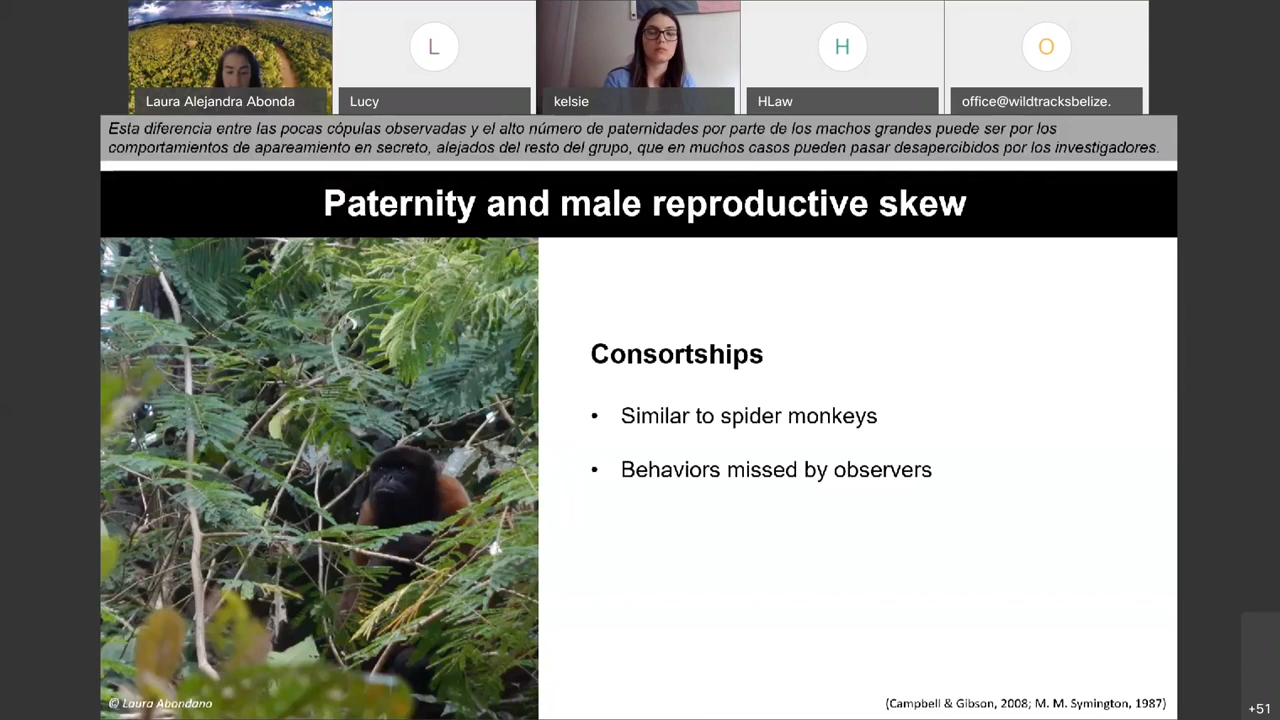 L
H
O
Laura Alejandra Abonda
Lucy
kelsie
HLaw
office@wildtracksbelize.
Esta diferencia entre las pocas cópulas observadas y el alto número de paternidades por parte de los machos grandes puede ser por los
comportamientos de apareamiento en secreto, alejados del resto del grupo, que en muchos casos pueden pasar desapercibidos por los investigadores.
Paternity and male reproductive skew
Consortships
• Similar to spider monkeys
• Behaviors missed by observers
© Laura Abondano
(Campbell & Gibson, 2008; M. M. Symington, 1987)
+51